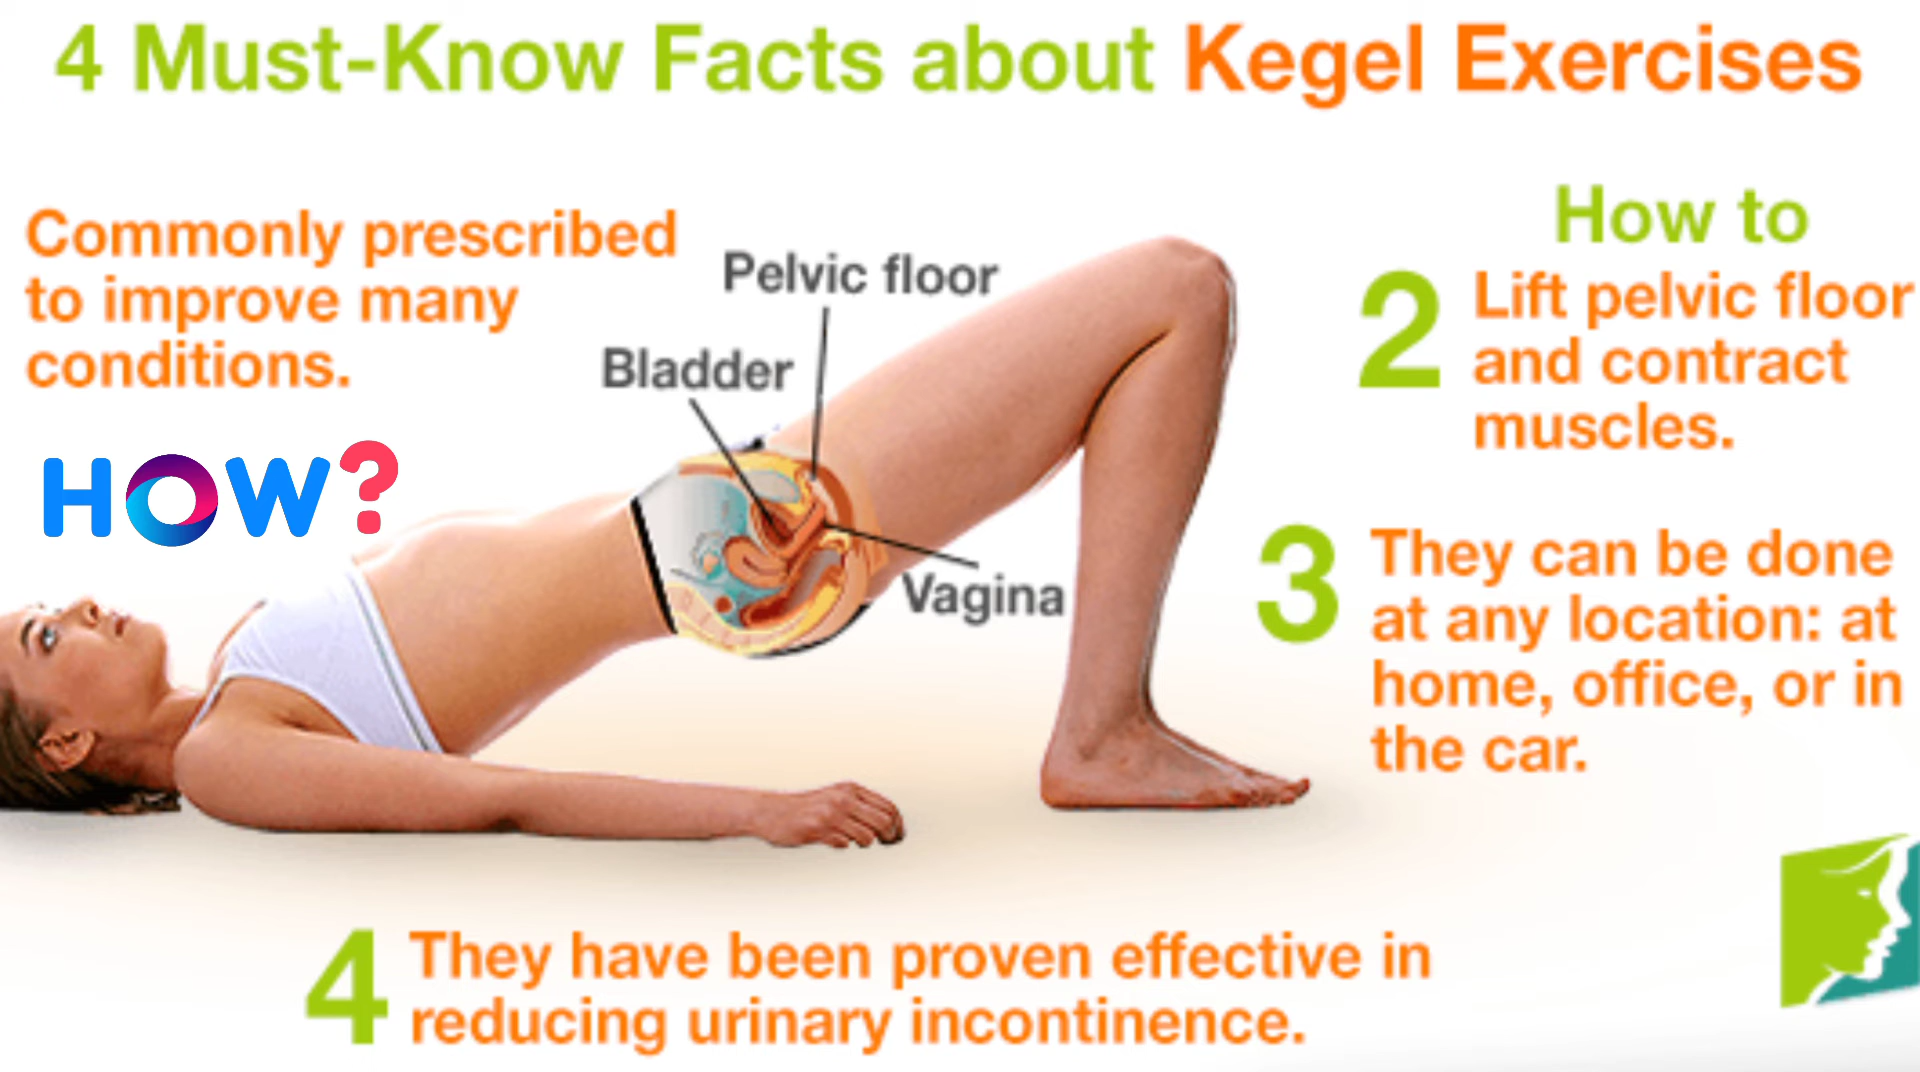 4 Must-Know Facts about Kegel Exercises
Commonly prescribed
to improve many
conditions.
HOW?
Pelvic floor
Bladder
Vagina
How to
2 Lift pelvic floor
and contract
muscles.
3 They can be done
at any location: at
home, office, or in
the car.
4 They have been proven effective in
reducing urinary incontinence.